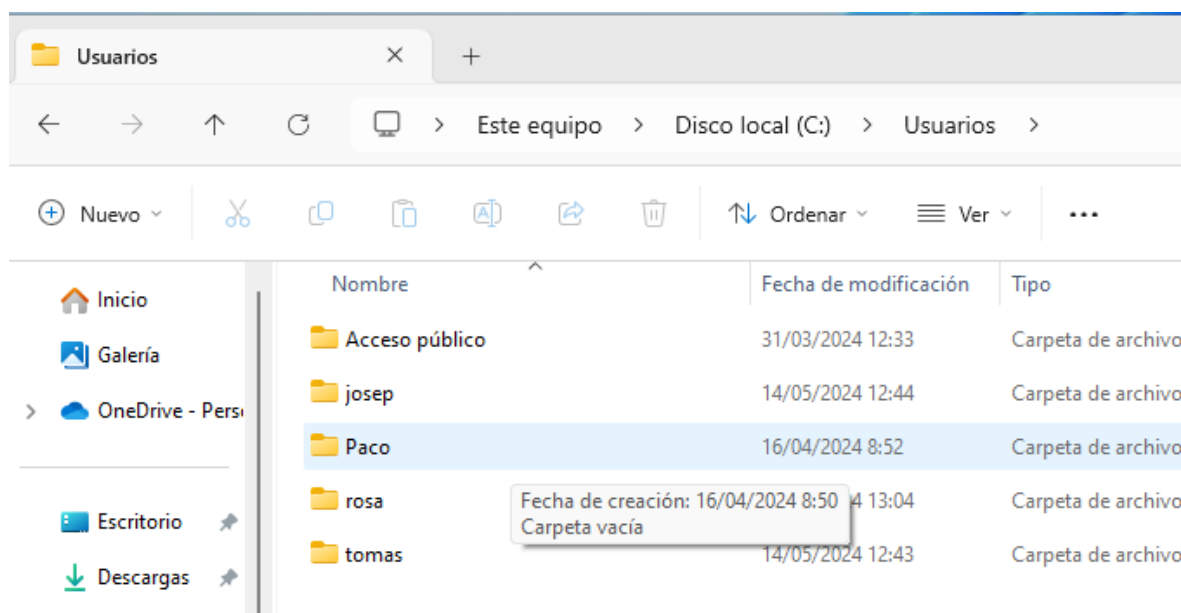 Usuarios
Este equipo > Disco local (C:) > Usuarios >
Nuevo Ordenar Ver ...
Nombre Fecha de modificación Tipo
Inicio
Galería
OneDrive - Pers
Escritorio
Descargas
Acceso público 31/03/2024 12:33 Carpeta de archivo
josep 14/05/2024 12:44 Carpeta de archivo
Paco 16/04/2024 8:52 Carpeta de archivo
rosa 4 13:04 Carpeta de archivo
Fecha de creación: 16/04/2024 8:50
Carpeta vacía
tomas 14/05/2024 12:43 Carpeta de archivo